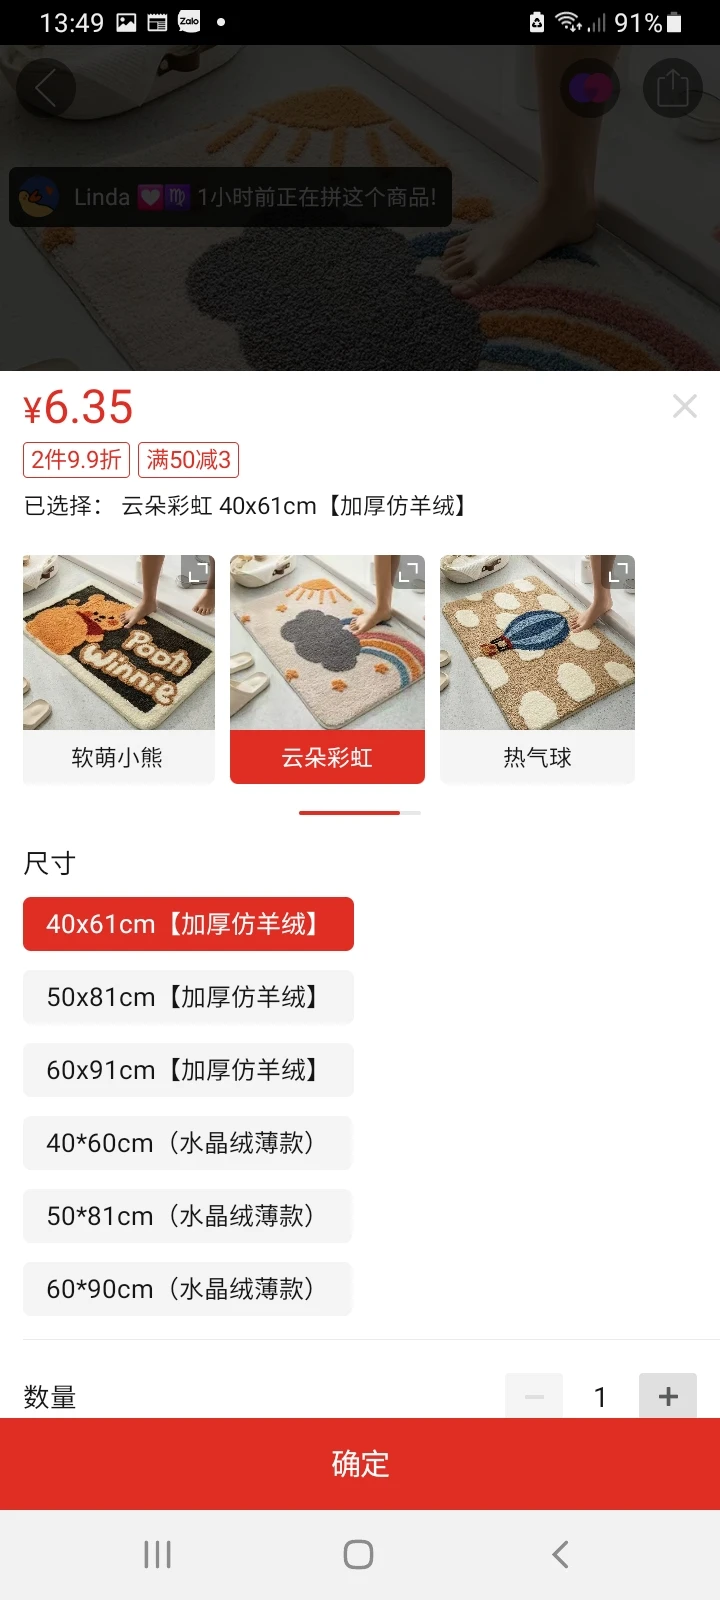 13:49
Zalo
91%
Linda 💟♍ 1小时前正在拼这个商品!
¥6.35
2件9.9折 满50减3
已选择： 云朵彩虹 40x61cm【加厚仿羊绒】
Pooh
Winnie
软萌小熊 云朵彩虹 热气球
尺寸
40x61cm【加厚仿羊绒】
50x81cm【加厚仿羊绒】
60x91cm【加厚仿羊绒】
40*60cm（水晶绒薄款）
50*81cm（水晶绒薄款）
60*90cm（水晶绒薄款）
数量 1
确定